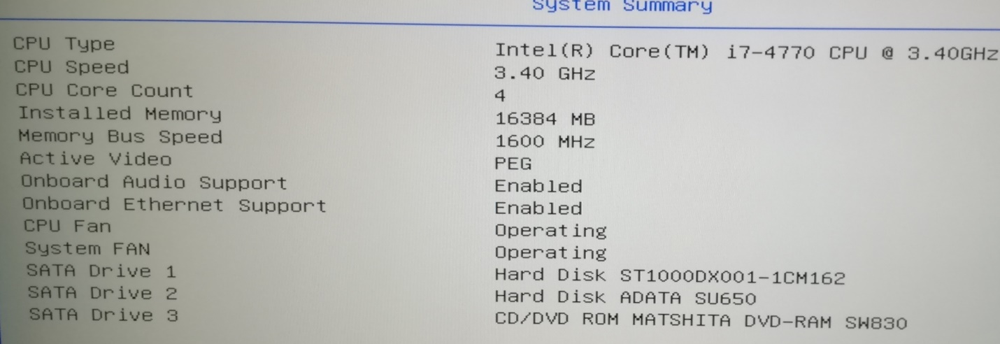 System Summary
CPU Type Intel(R) Core(TM) i7-4770 CPU @ 3.40GHz
CPU Speed 3.40 GHz
CPU Core Count 4
Installed Memory 16384 MB
Memory Bus Speed 1600 MHz
Active Video PEG
Onboard Audio Support Enabled
Onboard Ethernet Support Enabled
CPU Fan Operating
System FAN Operating
SATA Drive 1 Hard Disk ST1000DX001-1CM162
SATA Drive 2 Hard Disk ADATA SU650
SATA Drive 3 CD/DVD ROM MATSHITA DVD-RAM SW830